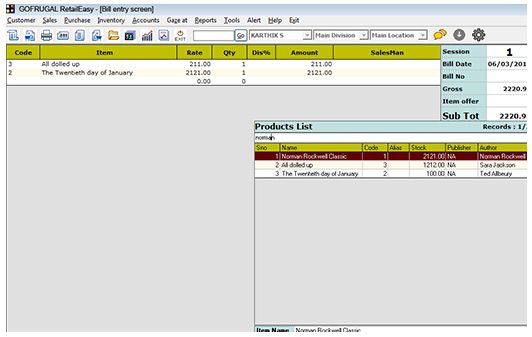 GOFRUGAL RetailEasy - [Bill entry screen]
Customer Sales Purchase Inventory Accounts Gaze at Reports Tools Alert Help Exit
EXIT Go KARTHIK S Main Division Main Location
Code Item Rate Qty Dis% Amount SalesMan
3 All dolled up 211.00 1 211.00
2 The Twentieth day of January 2121.00 1 2121.00
0.00 0
Session 1
Bill Date 06/03/201
Bill No
Gross 2220.9
Item offer
Sub Tot 2220.9
Products List Records : 1/
norman
Sno Name Code Alias Stock Publisher Author
1 Norman Rockwell Classic 1 2121.00 NA Norman Rockwell
2 All dolled up 3 1212.00 NA Sara Jackson
3 The Twentieth day of January 2 100.00 NA Ted Allbeury
Item Name Norman Rockwell Classic